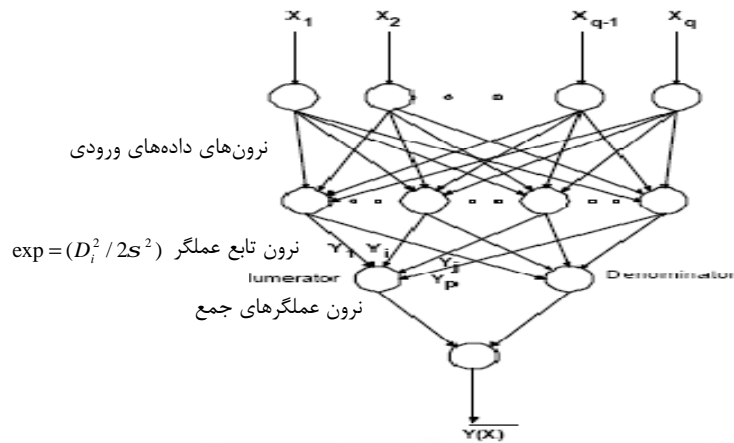 X1 X2 Xq-1 Xq
نرون‌های داده‌های ورودی
نرون تابع عملگر exp = (D_i^2 / 2s^2)
Y1 Yi
Yj
Yp
lumerator
Denominator
نرون عملگرهای جمع
Y(X)